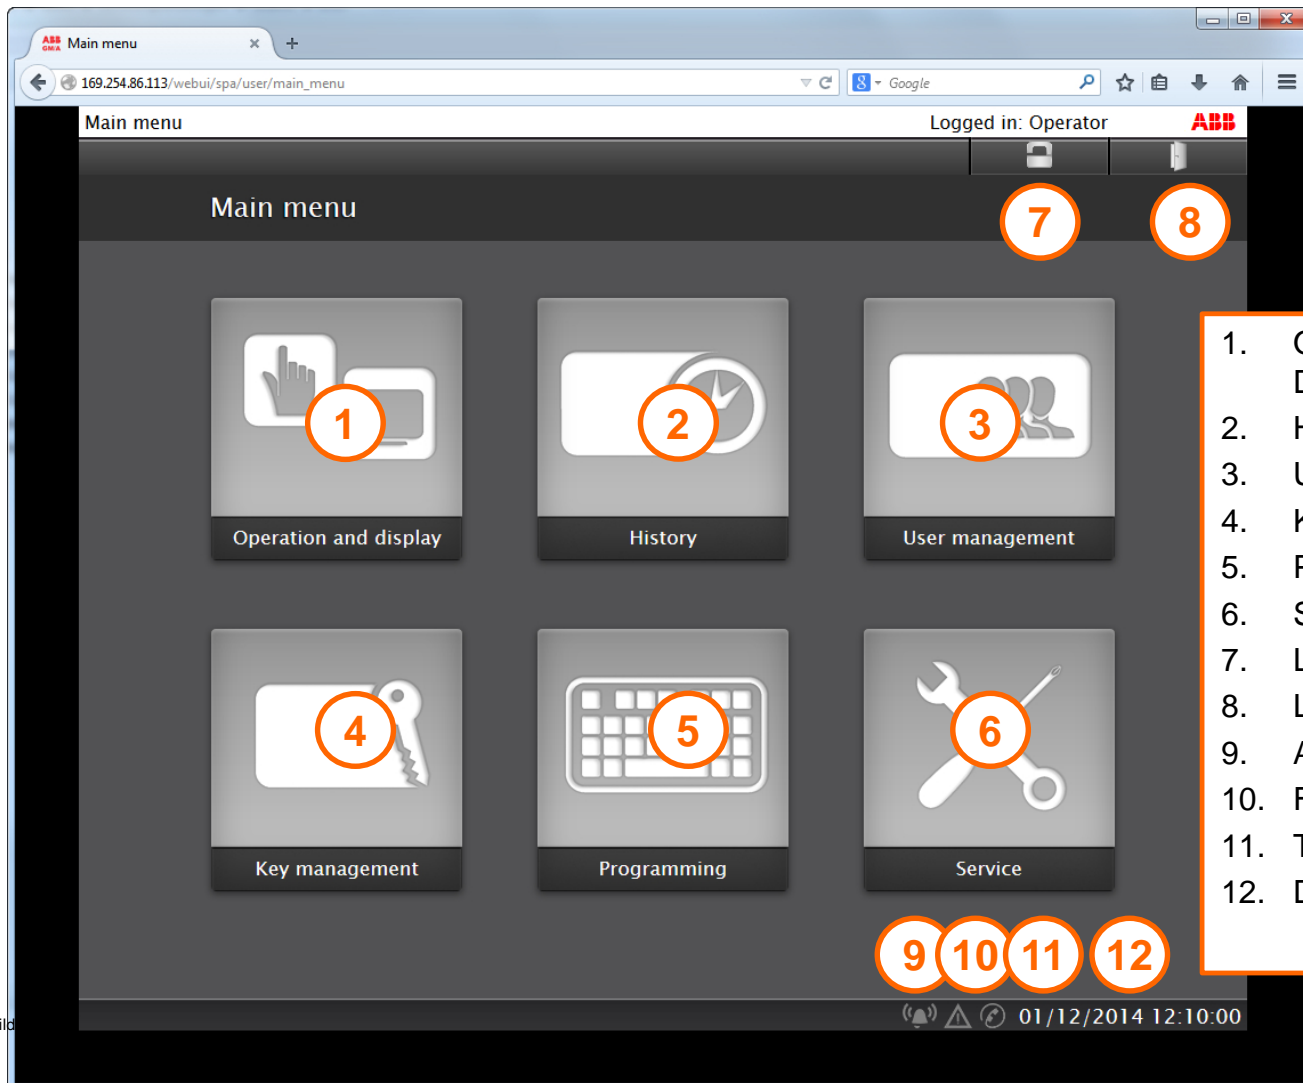 ABB
GM/A
Main menu
169.254.86.113/webui/spa/user/main_menu
Google
Main menu
Logged in: Operator
ABB
Main menu
7
8
1
2
3
Operation and display
History
User management
4
5
6
Key management
Programming
Service
9
10
11
12
01/12/2014 12:10:00
1.
2.
3.
4.
5.
6.
7.
8.
9.
10.
11.
12.